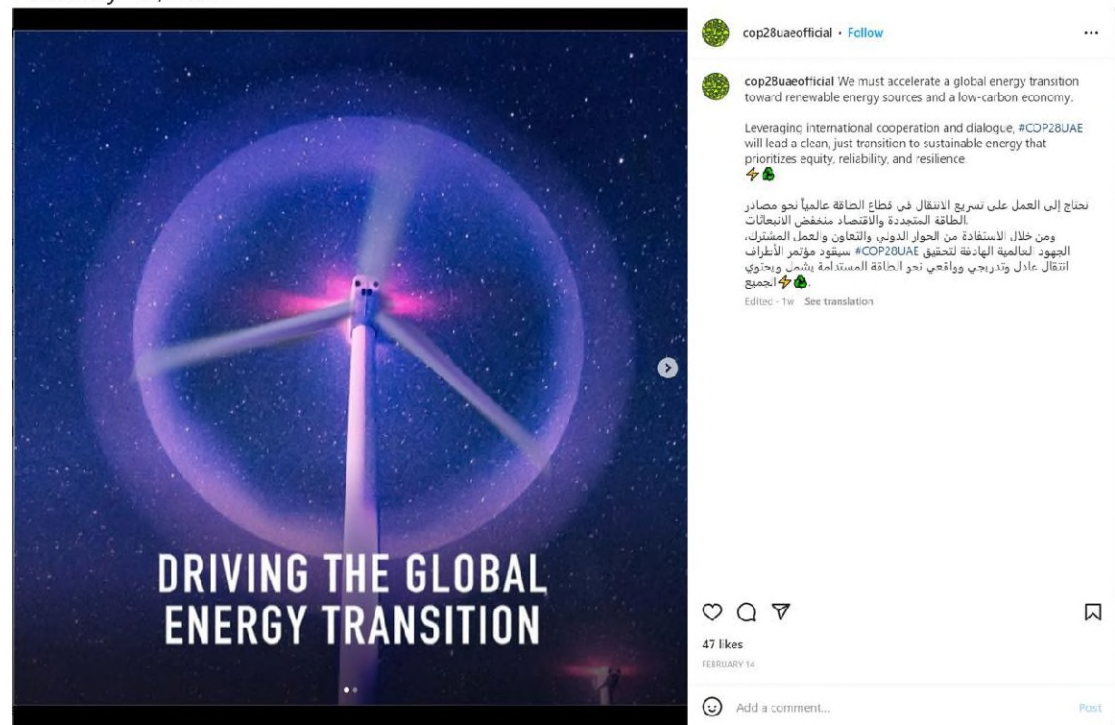 DRIVING THE GLOBAL
ENERGY TRANSITION
cop28uaeofficial • Follow
cop28uaeofficial We must accelerate a global energy transition
toward renewable energy sources and a low-carbon economy.
Leveraging international cooperation and dialogue, #COP28UAE
will lead a clean, just transition to sustainable energy that
prioritizes equity, reliability, and resilience.
⚡♻
نحتاج إلى العمل على تسريع الانتقال في قطاع الطاقة عالمياً نحو مصادر
الطاقة المتجددة والاقتصاد منخفض الانبعاثات.
ومن خلال الاستفادة من الحوار الدولي والتعاون والعمل المشترك،
الجهود العالمية الهادفة لتحقيق #COP28UAE سيقود مؤتمر الأطراف
انتقال عادل وتدريجي وواقعي نحو الطاقة المستدامة يشمل ويحتوي
الجميع⚡♻.
Edited · 1w See translation
47 likes
FEBRUARY 14
Add a comment...
Post